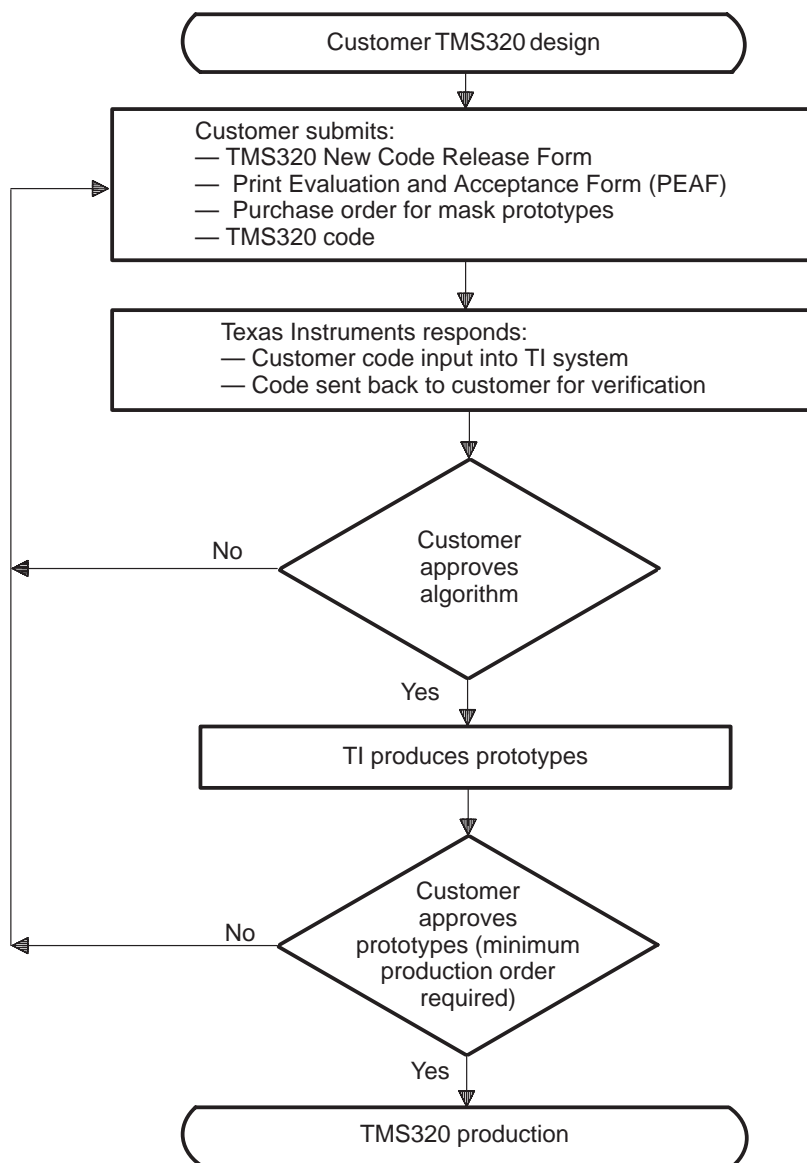 Customer TMS320 design
Customer submits:
— TMS320 New Code Release Form
— Print Evaluation and Acceptance Form (PEAF)
— Purchase order for mask prototypes
— TMS320 code
Texas Instruments responds:
— Customer code input into TI system
— Code sent back to customer for verification
No
Customer
approves
algorithm
Yes
TI produces prototypes
No
Customer
approves
prototypes (minimum
production order
required)
Yes
TMS320 production